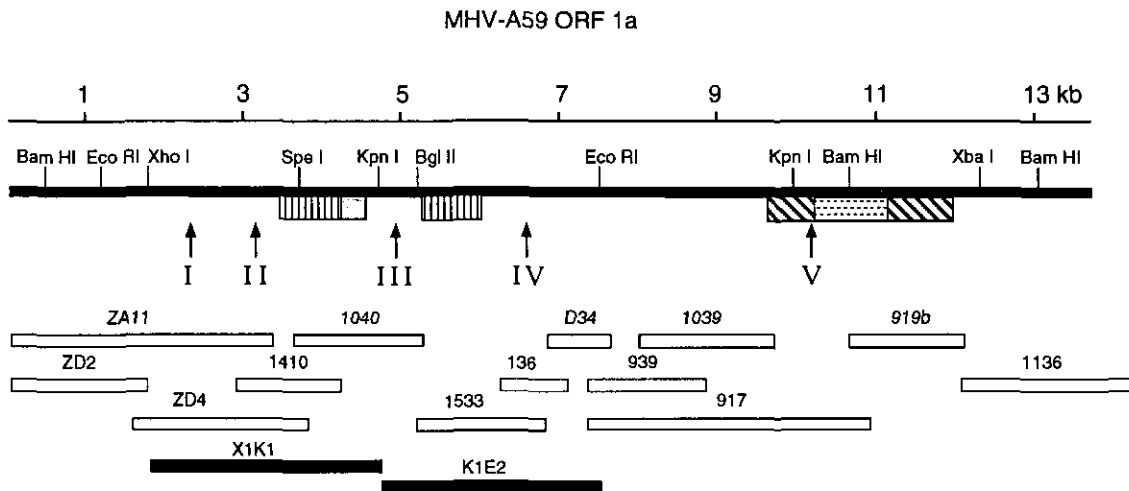 MHV-A59 ORF 1a
1 3 5 7 9 11 13 kb
Bam HI Eco RI Xho I Spe I Kpn I Bgl II Eco RI Kpn I Bam HI Xba I Bam HI
I II III IV V
ZA11 1040 D34 1039 919b
ZD2 1410 136 939 1136
ZD4 1533 917
X1K1
K1E2